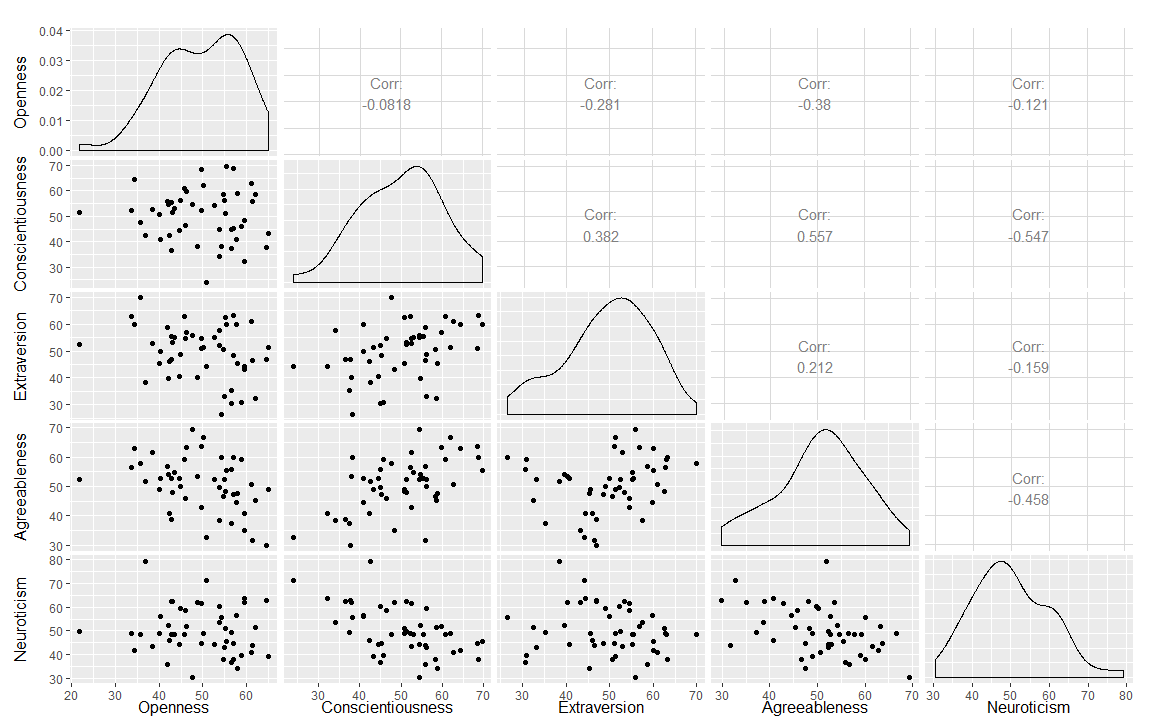 Openness
0.04
0.03
0.02
0.01
0.00
Corr:
-0.0818
Corr:
-0.281
Corr:
-0.38
Corr:
-0.121
Conscientiousness
70
60
50
40
30
Corr:
0.382
Corr:
0.557
Corr:
-0.547
Extraversion
70
60
50
40
30
Corr:
0.212
Corr:
-0.159
Agreeableness
70
60
50
40
30
Corr:
-0.458
Neuroticism
80
70
60
50
40
30
20 30 40 50 60
30 40 50 60 70
30 40 50 60 70
30 40 50 60 70
30 40 50 60 70 80
Openness
Conscientiousness
Extraversion
Agreeableness
Neuroticism